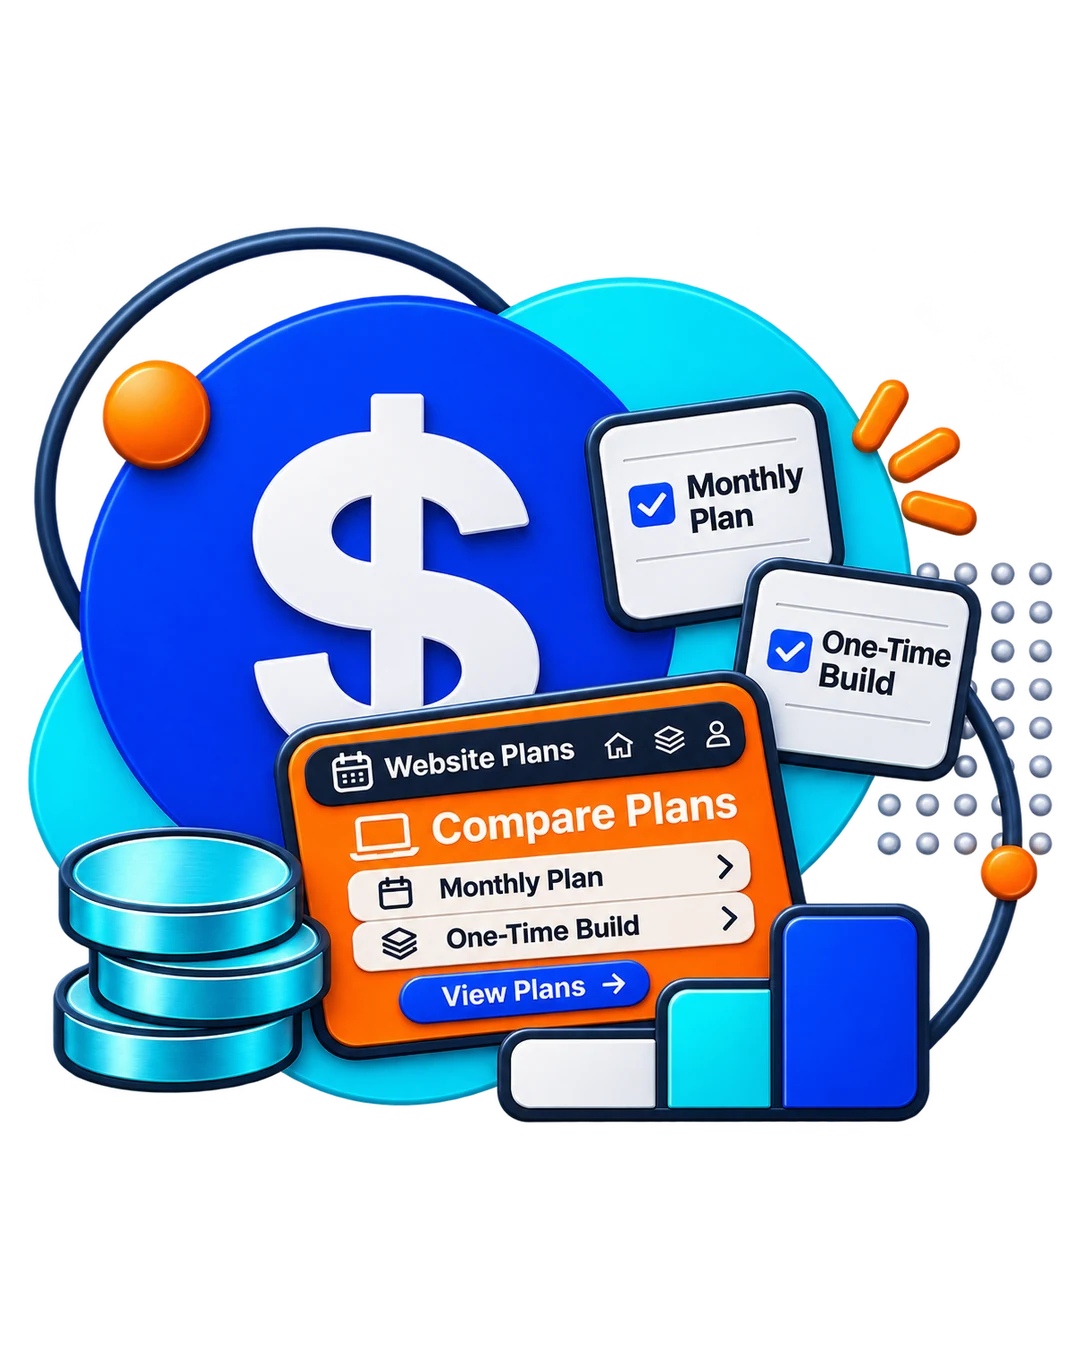 $
Monthly
Plan
One-Time
Build
Website Plans
Compare Plans
Monthly Plan
One-Time Build
View Plans